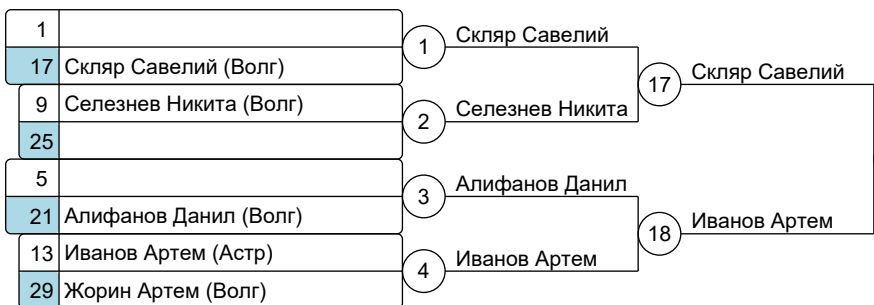 1
17 Скляр Савелий (Волг)
1 Скляр Савелий
17 Скляр Савелий
9 Селезнев Никита (Волг)
25
2 Селезнев Никита
5
21 Алифанов Данил (Волг)
3 Алифанов Данил
18 Иванов Артем
13 Иванов Артем (Астр)
29 Жорин Артем (Волг)
4 Иванов Артем